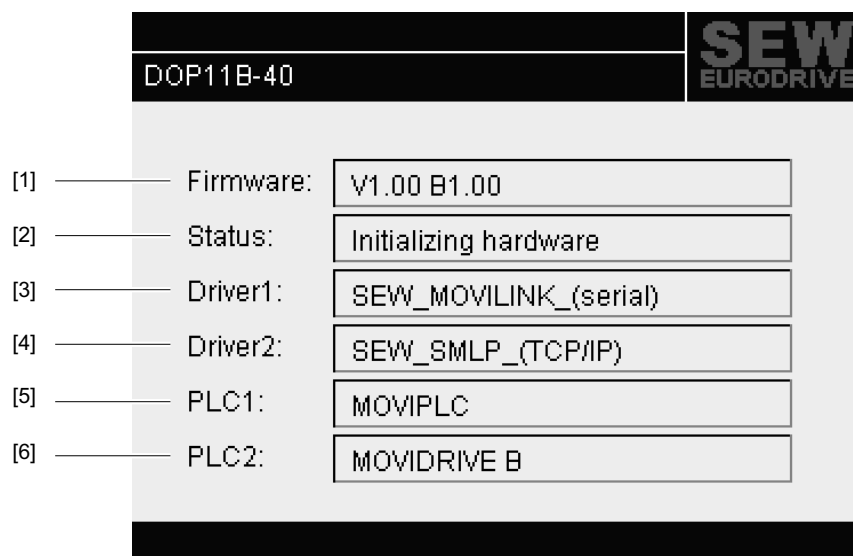 SEW
EURODRIVE
DOP11B-40
[1] Firmware: V1.00 B1.00
[2] Status: Initializing hardware
[3] Driver1: SEW_MOVILINK_(serial)
[4] Driver2: SEW_SMLP_(TCP/IP)
[5] PLC1: MOVIPLC
[6] PLC2: MOVIDRIVE B